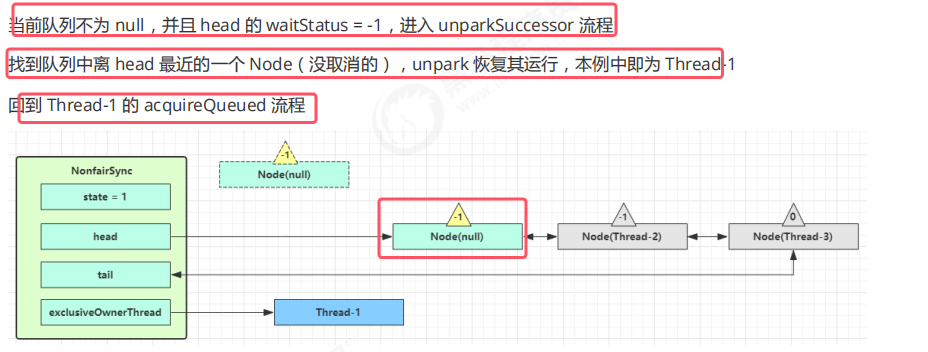 当前队列不为 null，并且 head 的 waitStatus = -1，进入 unparkSuccessor 流程
找到队列中离 head 最近的一个 Node（没取消的），unpark 恢复其运行，本例中即为 Thread-1
回到 Thread-1 的 acquireQueued 流程
NonfairSync
-1
Node(null)
state = 1
head
-1
Node(null)
-1
Node(Thread-2)
0
Node(Thread-3)
tail
exclusiveOwnerThread
Thread-1